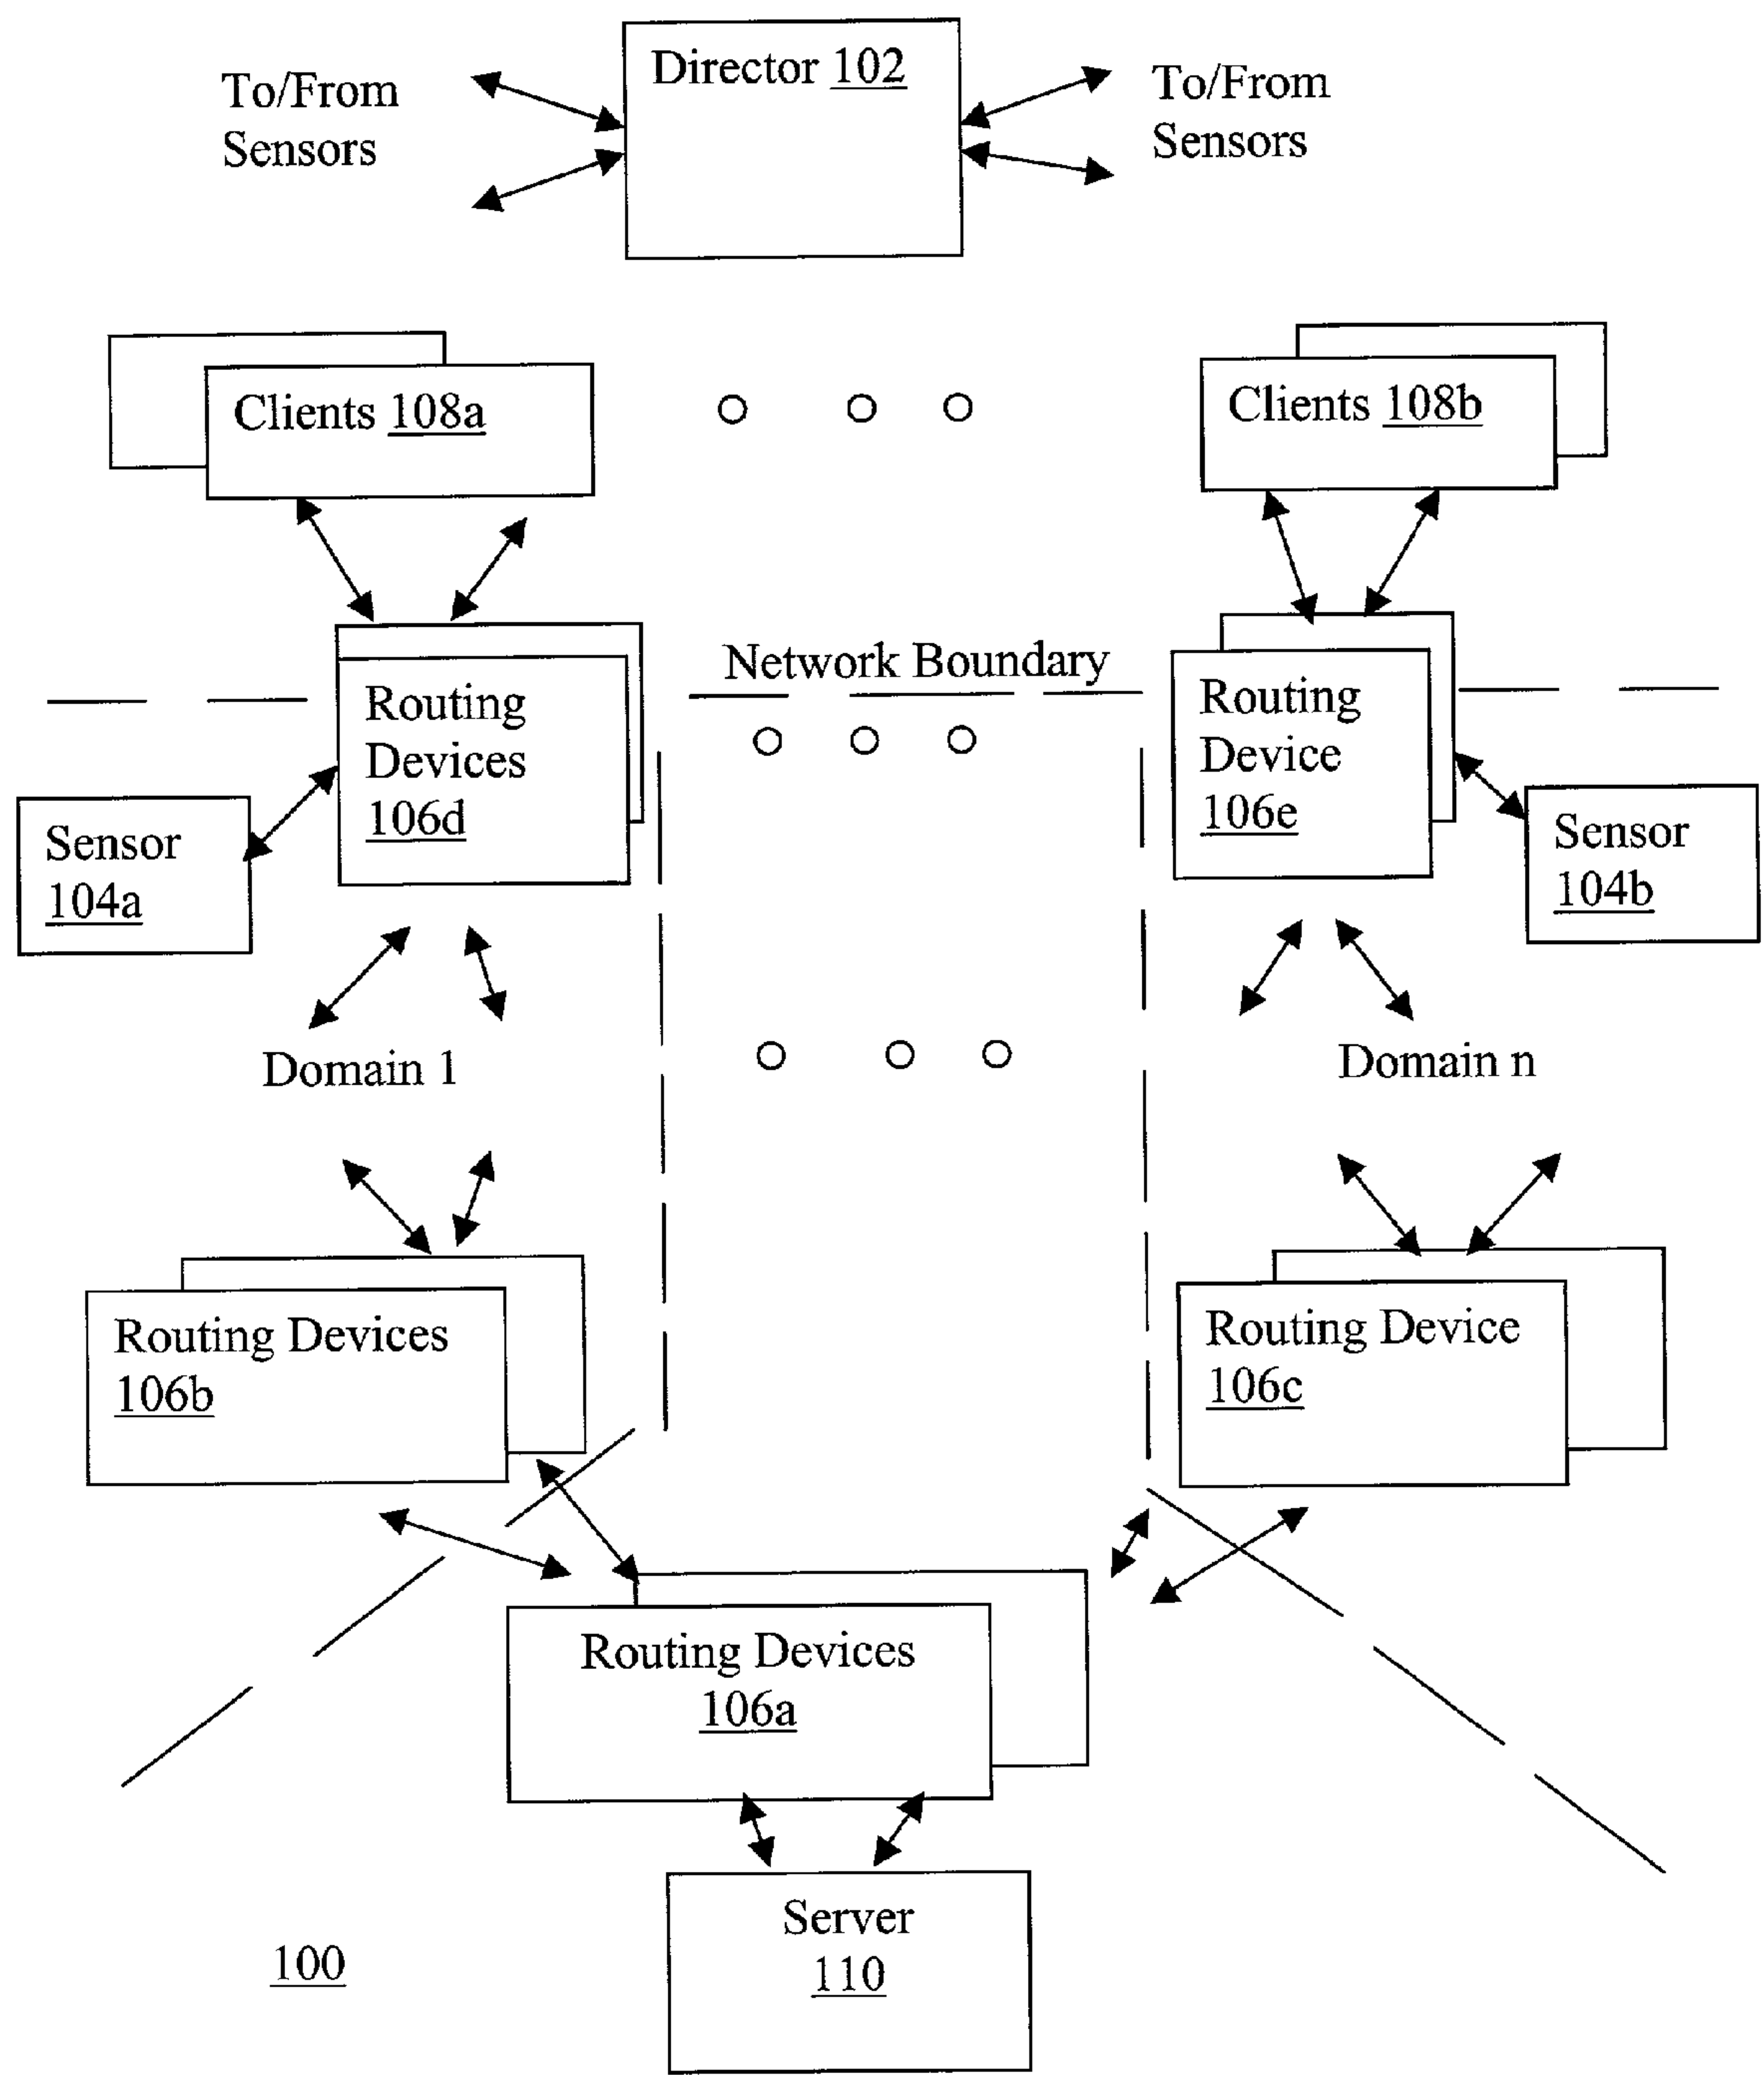 Director 102
To/From
Sensors
To/From
Sensors
Clients 108a
Clients 108b
Network Boundary
Routing
Devices
106d
Routing
Device
106e
Sensor
104a
Sensor
104b
Domain 1
Domain n
Routing Devices
106b
Routing Device
106c
Routing Devices
106a
Server
110
100